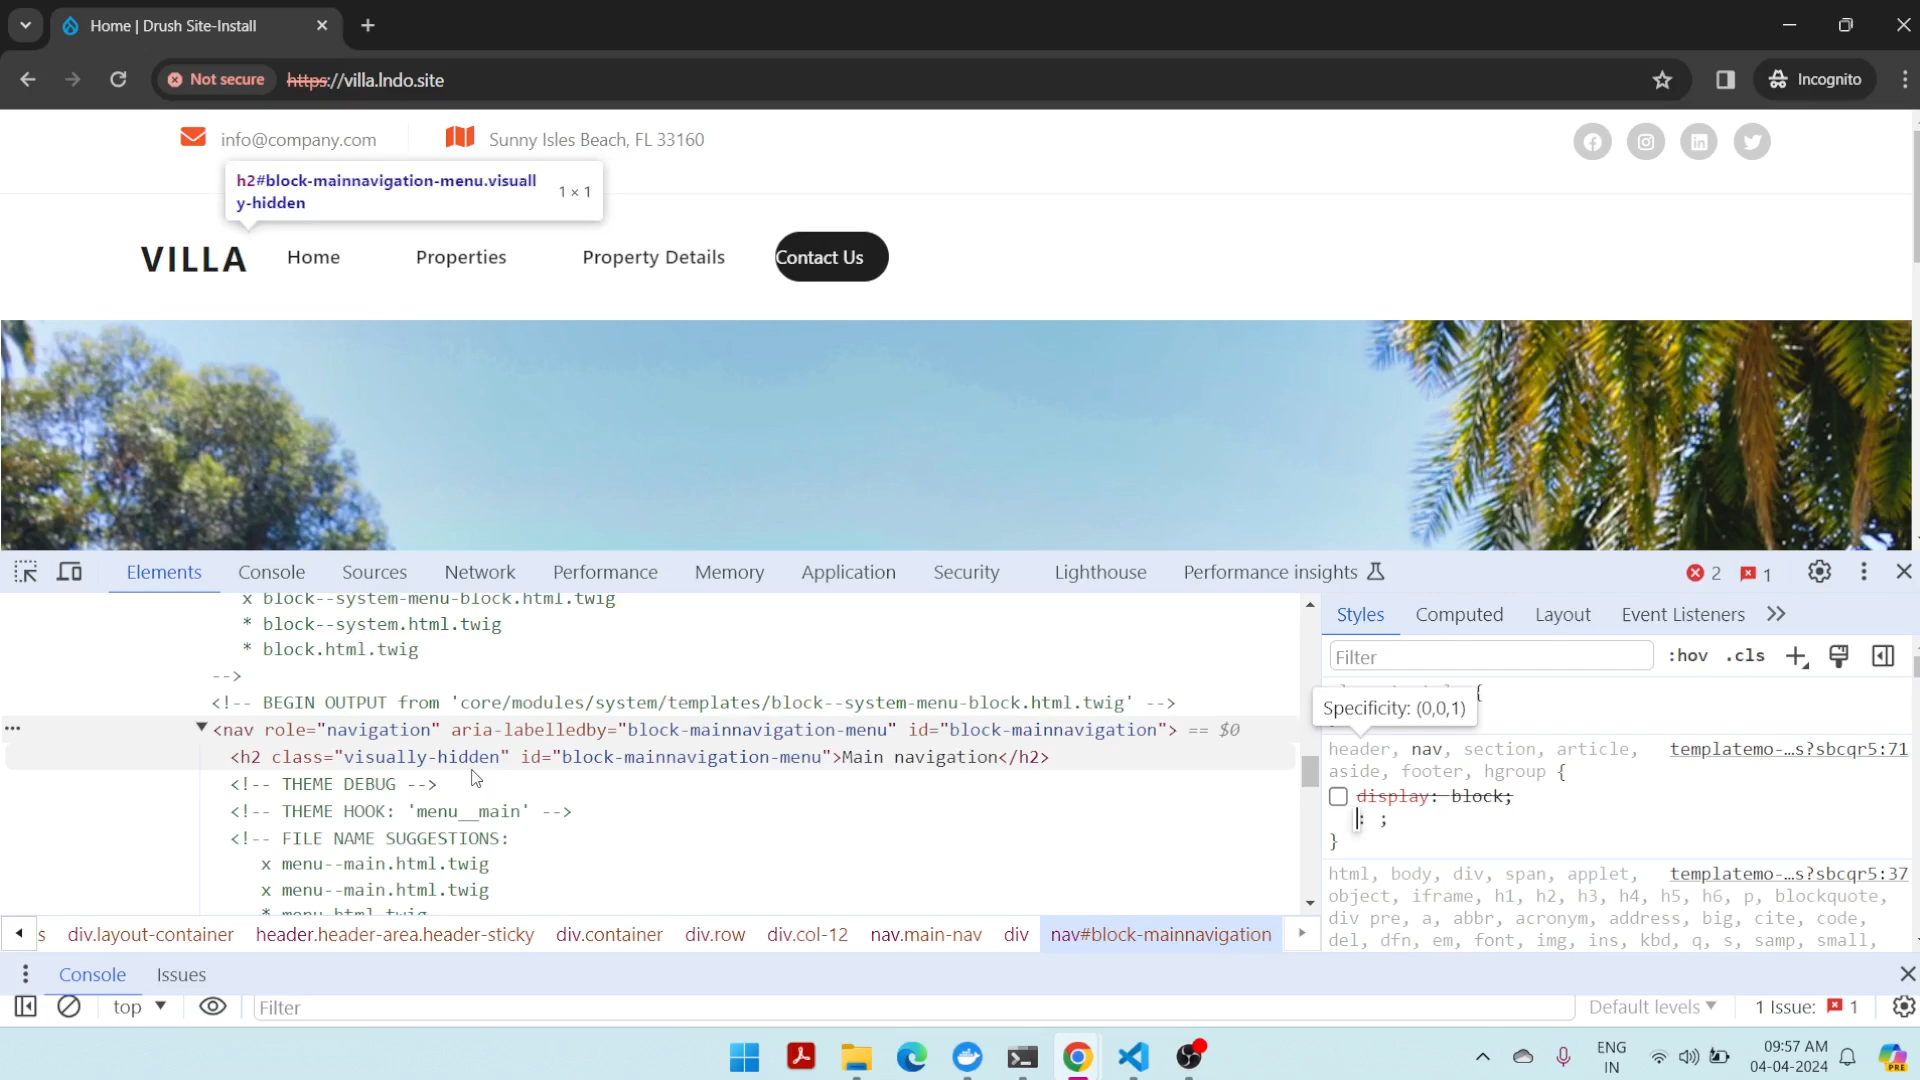 Home | Drush Site-Install
Not secure https://villa.lndo.site
Incognito
info@company.com
Sunny Isles Beach, FL 33160
h2#block-mainnavigation-menu.visuall
y-hidden
1 × 1
VILLA
Home
Properties
Property Details
Contact Us
Elements
Console
Sources
Network
Performance
Memory
Application
Security
Lighthouse
Performance insights
2
1
x block--system-menu-block.html.twig
* block--system.html.twig
* block.html.twig
-->
<!-- BEGIN OUTPUT from 'core/modules/system/templates/block--system-menu-block.html.twig' -->
<nav role="navigation" aria-labelledby="block-mainnavigation-menu" id="block-mainnavigation"> == $0
<h2 class="visually-hidden" id="block-mainnavigation-menu">Main navigation</h2>
<!-- THEME DEBUG -->
<!-- THEME HOOK: 'menu__main' -->
<!-- FILE NAME SUGGESTIONS:
x menu--main.html.twig
x menu--main.html.twig
* menu.html.twig
Styles
Computed
Layout
Event Listeners
Filter
:hov .cls
{
Specificity: (0,0,1)
header, nav, section, article,
templatemo-…s?sbcqr5:71
aside, footer, hgroup {
display: block;
: ;
}
html, body, div, span, applet,
templatemo-…s?sbcqr5:37
object, iframe, h1, h2, h3, h4, h5, h6, p, blockquote,
div pre, a, abbr, acronym, address, big, cite, code,
del, dfn, em, font, img, ins, kbd, q, s, samp, small,
s
div.layout-container
header.header-area.header-sticky
div.container
div.row
div.col-12
nav.main-nav
div
nav#block-mainnavigation
Console
Issues
top
Filter
Default levels
1 Issue: 1
ENG
IN
09:57 AM
04-04-2024
PRE